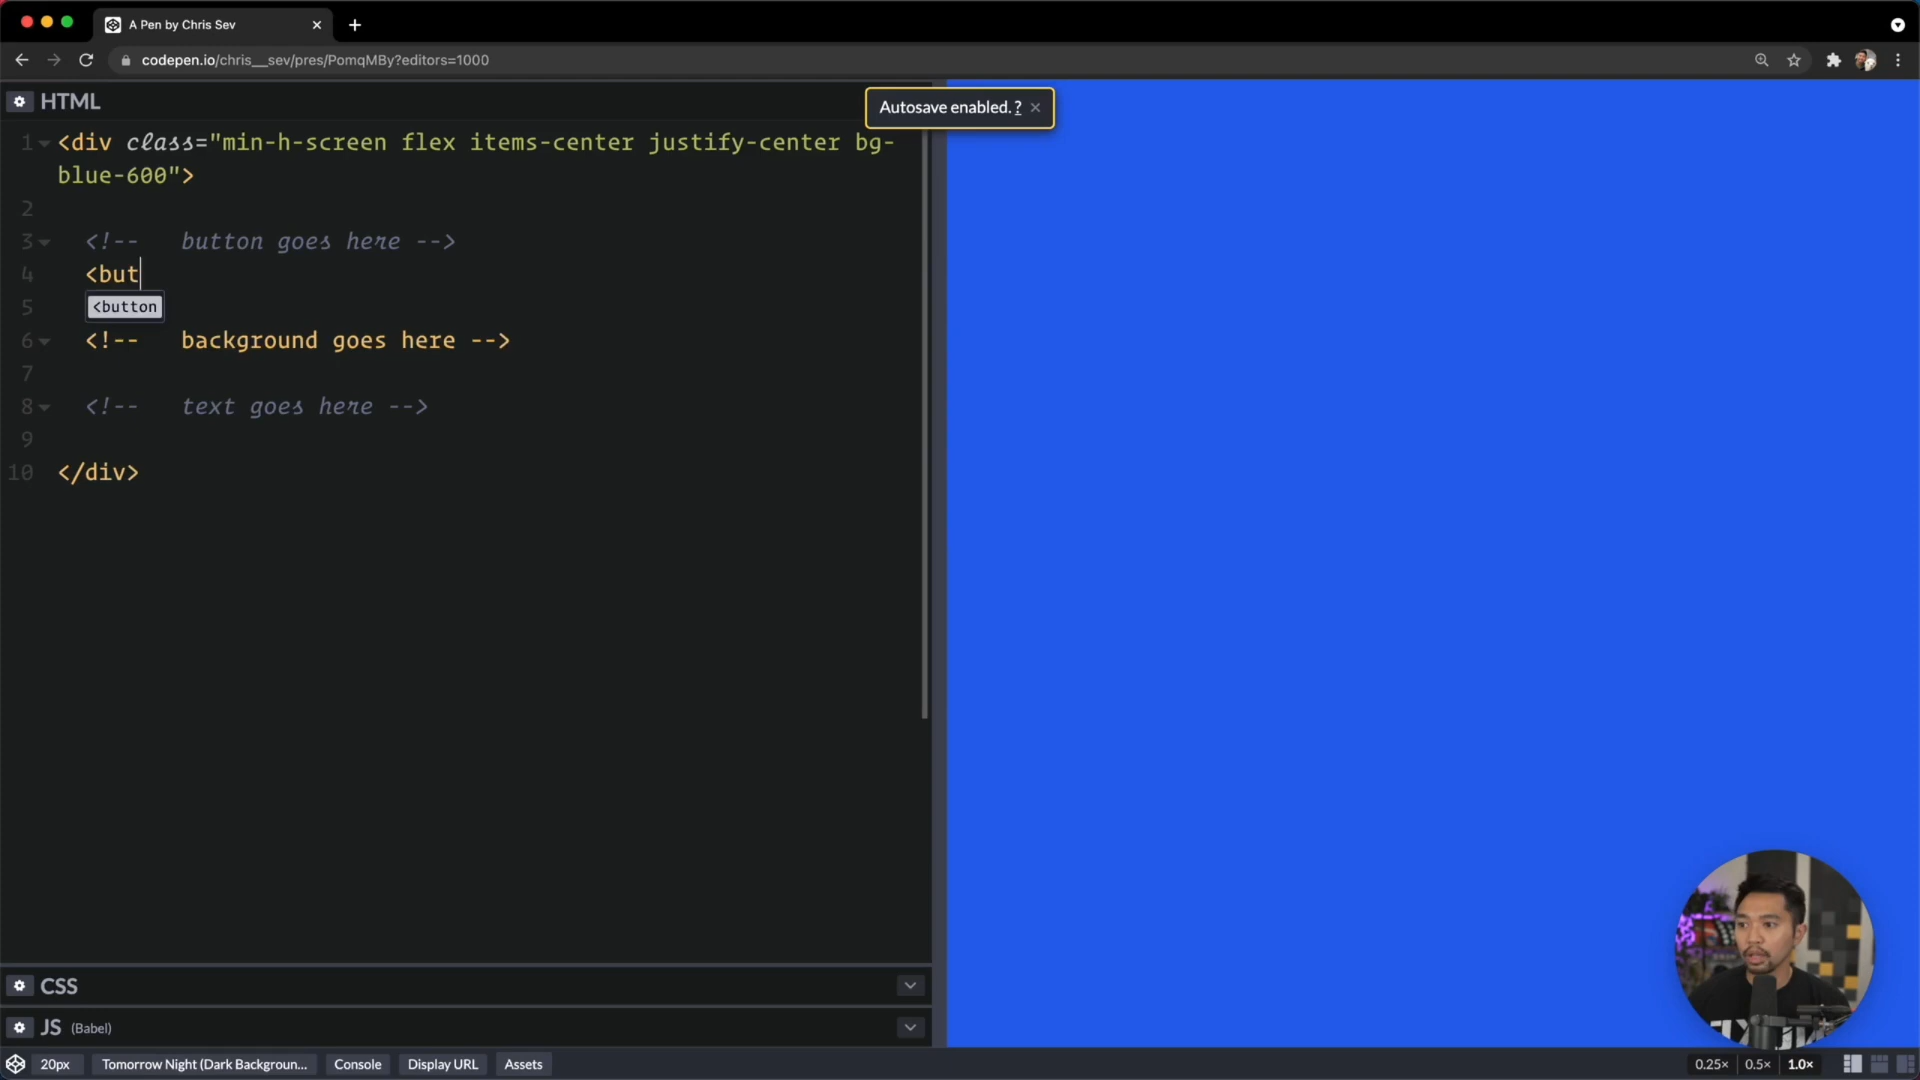 A Pen by Chris Sev
codepen.io/chris__sev/pres/PomqMBy?editors=1000
HTML
Autosave enabled. ?
1 <div class="min-h-screen flex items-center justify-center bg-
blue-600">
2
3 <!-- button goes here -->
4 <but
5 <button
6 <!-- background goes here -->
7
8 <!-- text goes here -->
9
10 </div>
CSS
JS (Babel)
20px Tomorrow Night (Dark Backgroun... Console Display URL Assets 0.25× 0.5× 1.0×